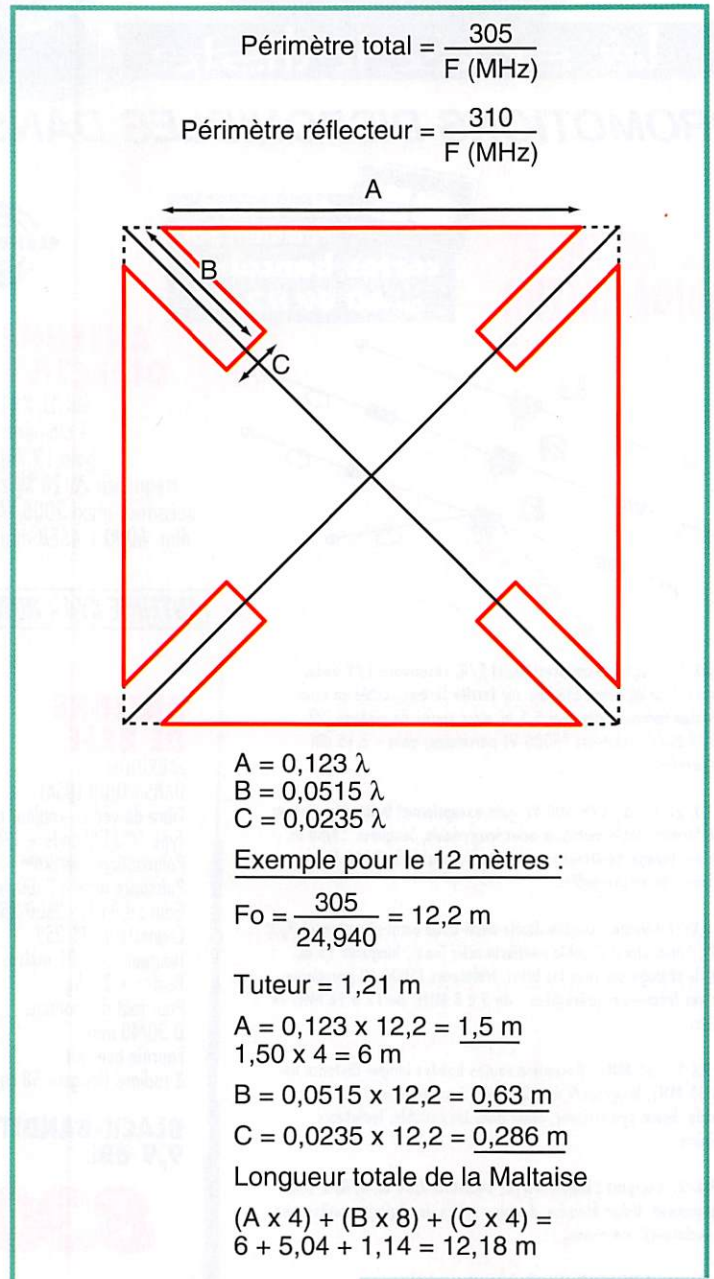 Périmètre total = 305 / F (MHz)
Périmètre réflecteur = 310 / F (MHz)
A
B
C
A = 0,123 λ
B = 0,0515 λ
C = 0,0235 λ
Exemple pour le 12 mètres :
Fo = 305 / 24,940 = 12,2 m
Tuteur = 1,21 m
A = 0,123 x 12,2 = 1,5 m
1,50 x 4 = 6 m
B = 0,0515 x 12,2 = 0,63 m
C = 0,0235 x 12,2 = 0,286 m
Longueur totale de la Maltaise
(A x 4) + (B x 8) + (C x 4) =
6 + 5,04 + 1,14 = 12,18 m